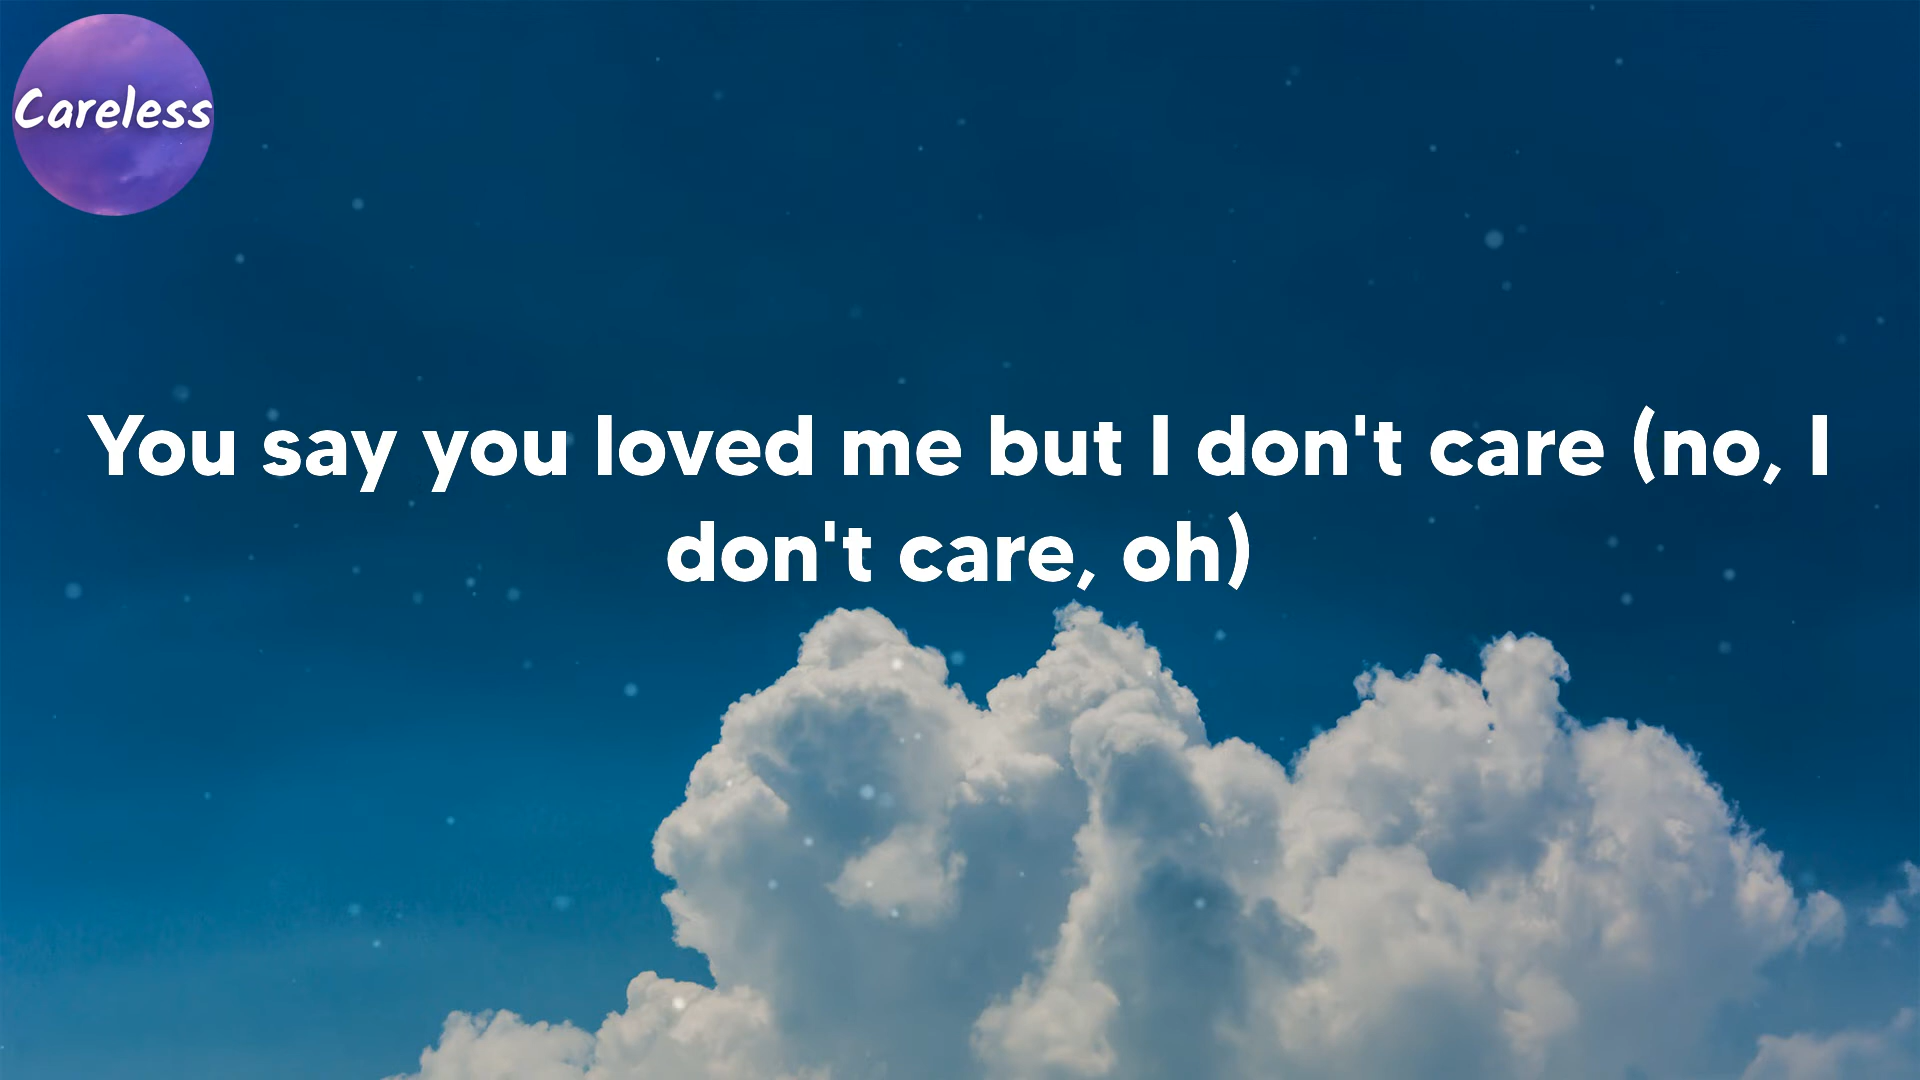 Careless
You say you loved me but I don't care (no, I
don't care, oh)